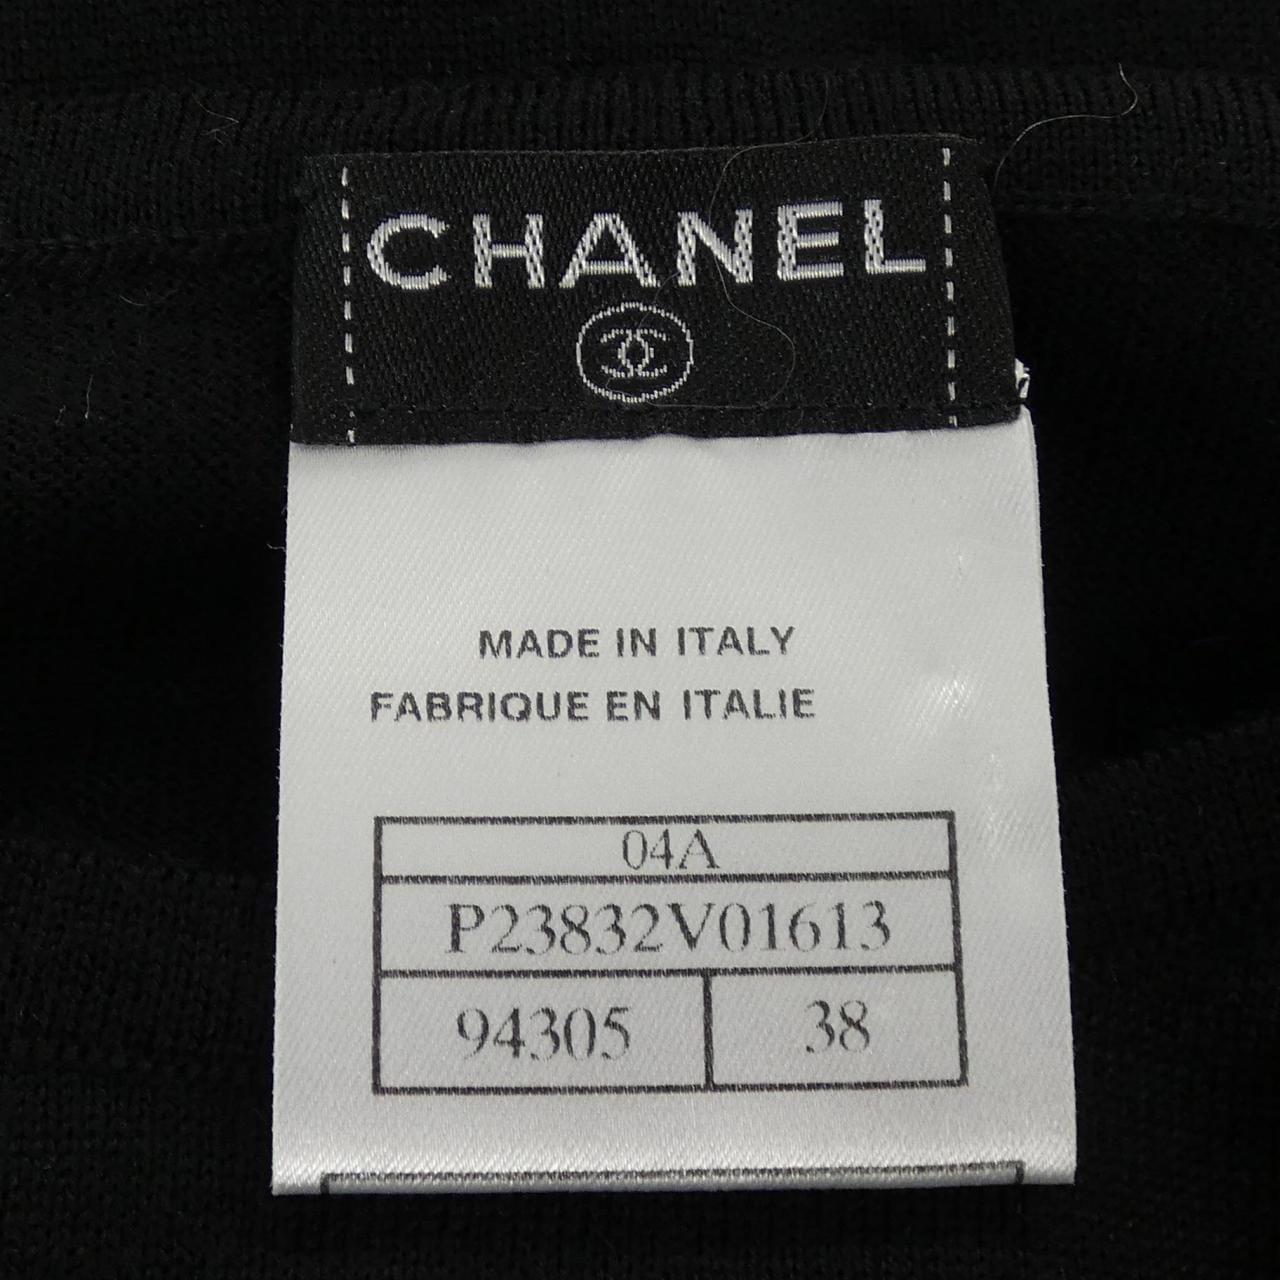 CHANEL
MADE IN ITALY
FABRIQUE EN ITALIE
04A
P23832V01613
94305 38